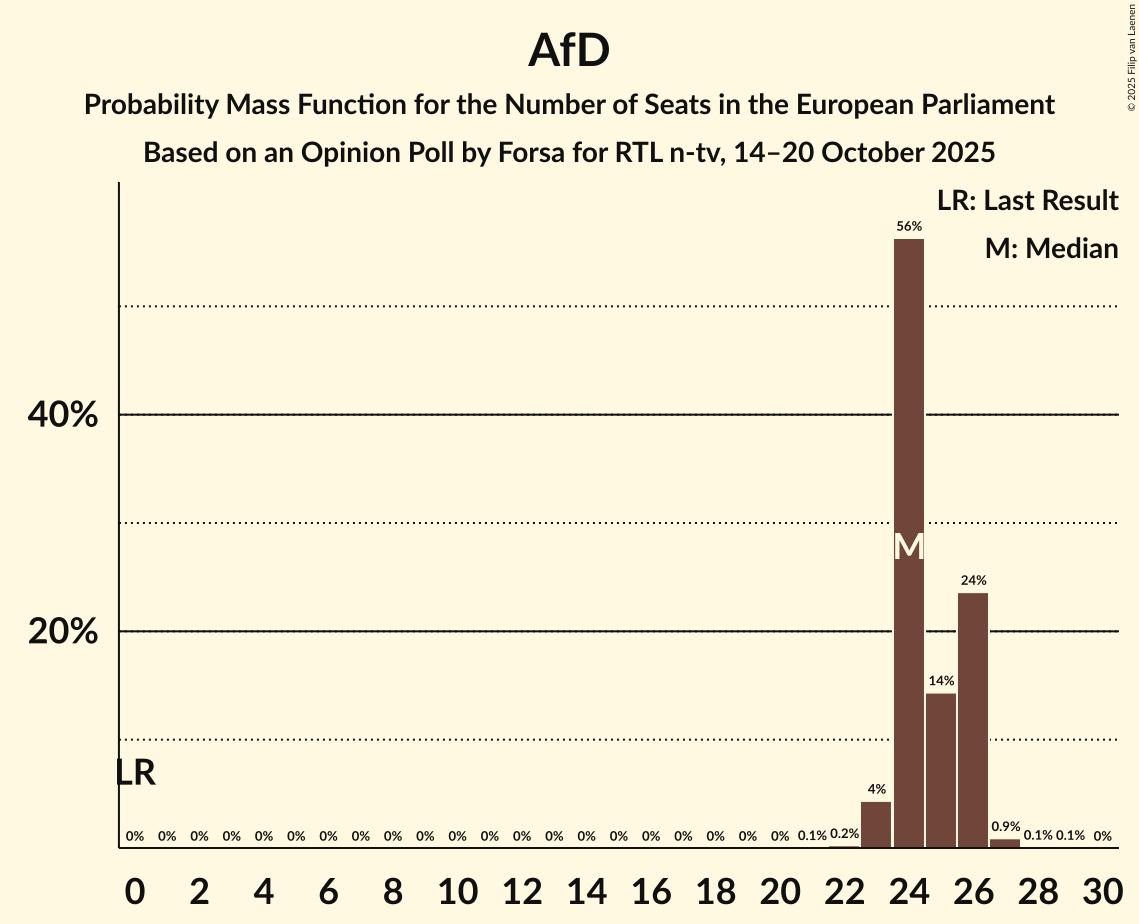 AfD
Probability Mass Function for the Number of Seats in the European Parliament
Based on an Opinion Poll by Forsa for RTL n-tv, 14–20 October 2025
© 2025 Filip van Laenen
LR: Last Result
M: Median
56%
40%
M
24%
20%
14%
LR
4%
0% 0% 0% 0% 0% 0% 0% 0% 0% 0% 0% 0% 0% 0% 0% 0% 0% 0% 0% 0% 0% 0.1% 0.2% 0.9% 0.1% 0.1% 0%
0 2 4 6 8 10 12 14 16 18 20 22 24 26 28 30